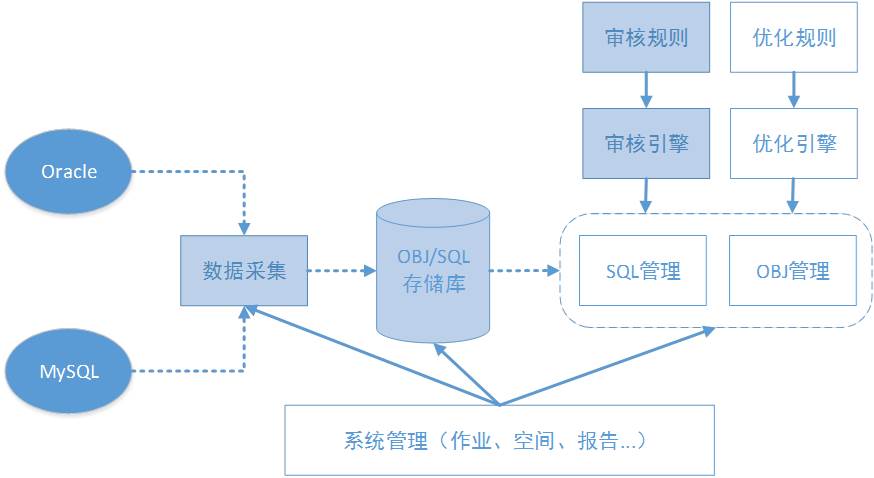 审核规则
优化规则
审核引擎
优化引擎
Oracle
数据采集
OBJ/SQL
存储库
SQL管理
OBJ管理
MySQL
系统管理（作业、空间、报告...）